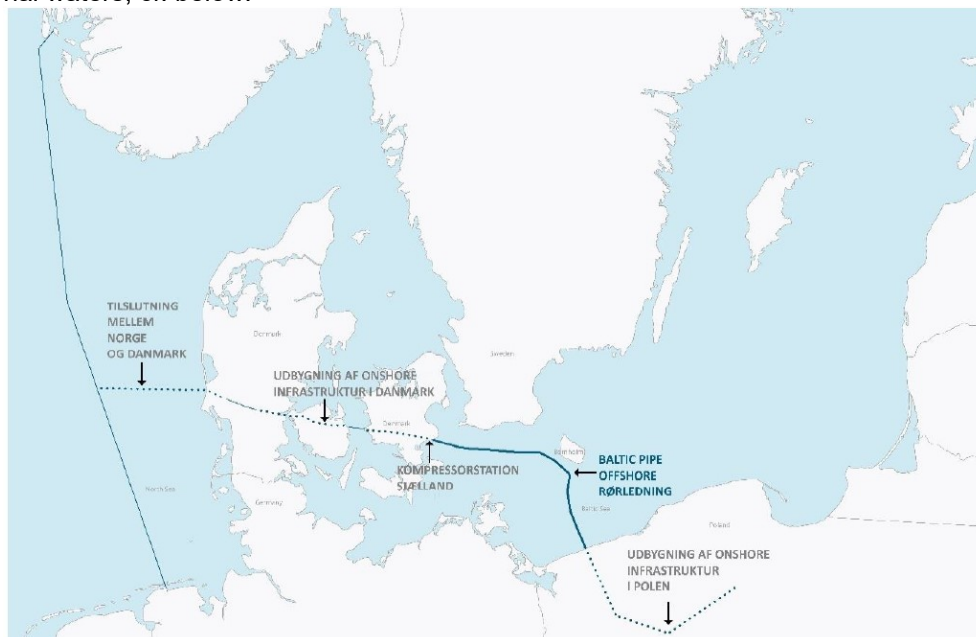 TILSLUTNING
MELLEM
NORGE
OG DANMARK
Denmark
UDBYGNING AF ONSHORE
INFRASTRUKTUR I DANMARK
Sweden
Denmark
KOMPRESSORSTATION
SJÆLLAND
Bornholm
BALTIC PIPE
OFFSHORE
RØRLEDNING
North Sea
Germany
Baltic Sea
Poland
UDBYGNING AF ONSHORE
INFRASTRUKTUR
I POLEN